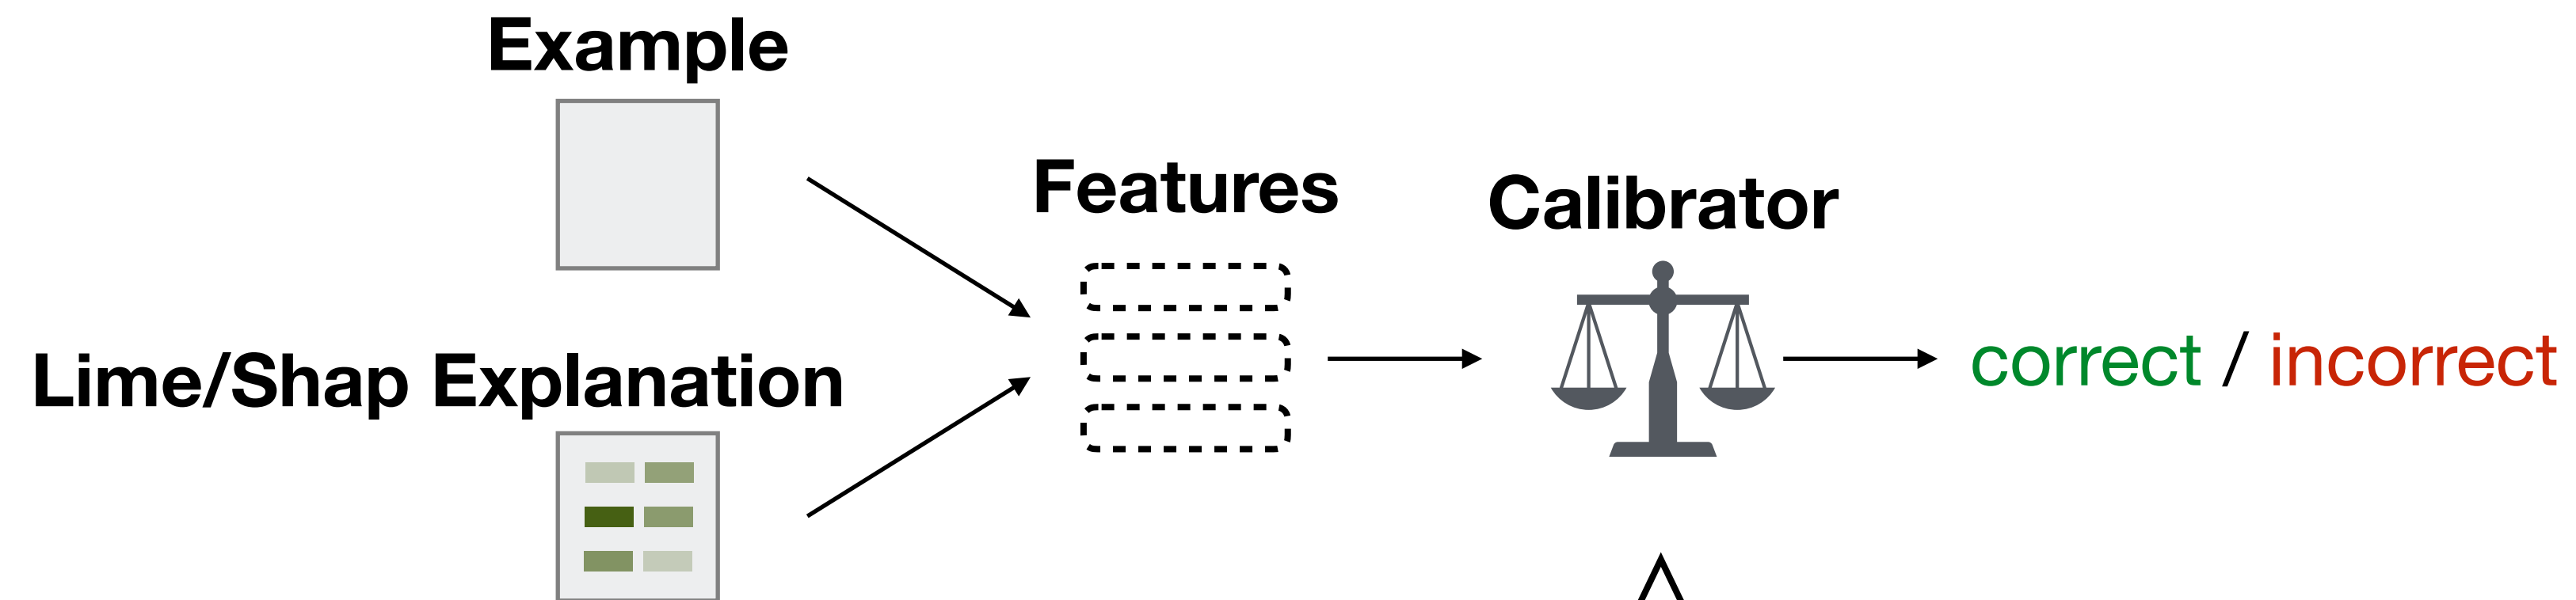 Example
Features
Calibrator
Lime/Shap Explanation
correct / incorrect